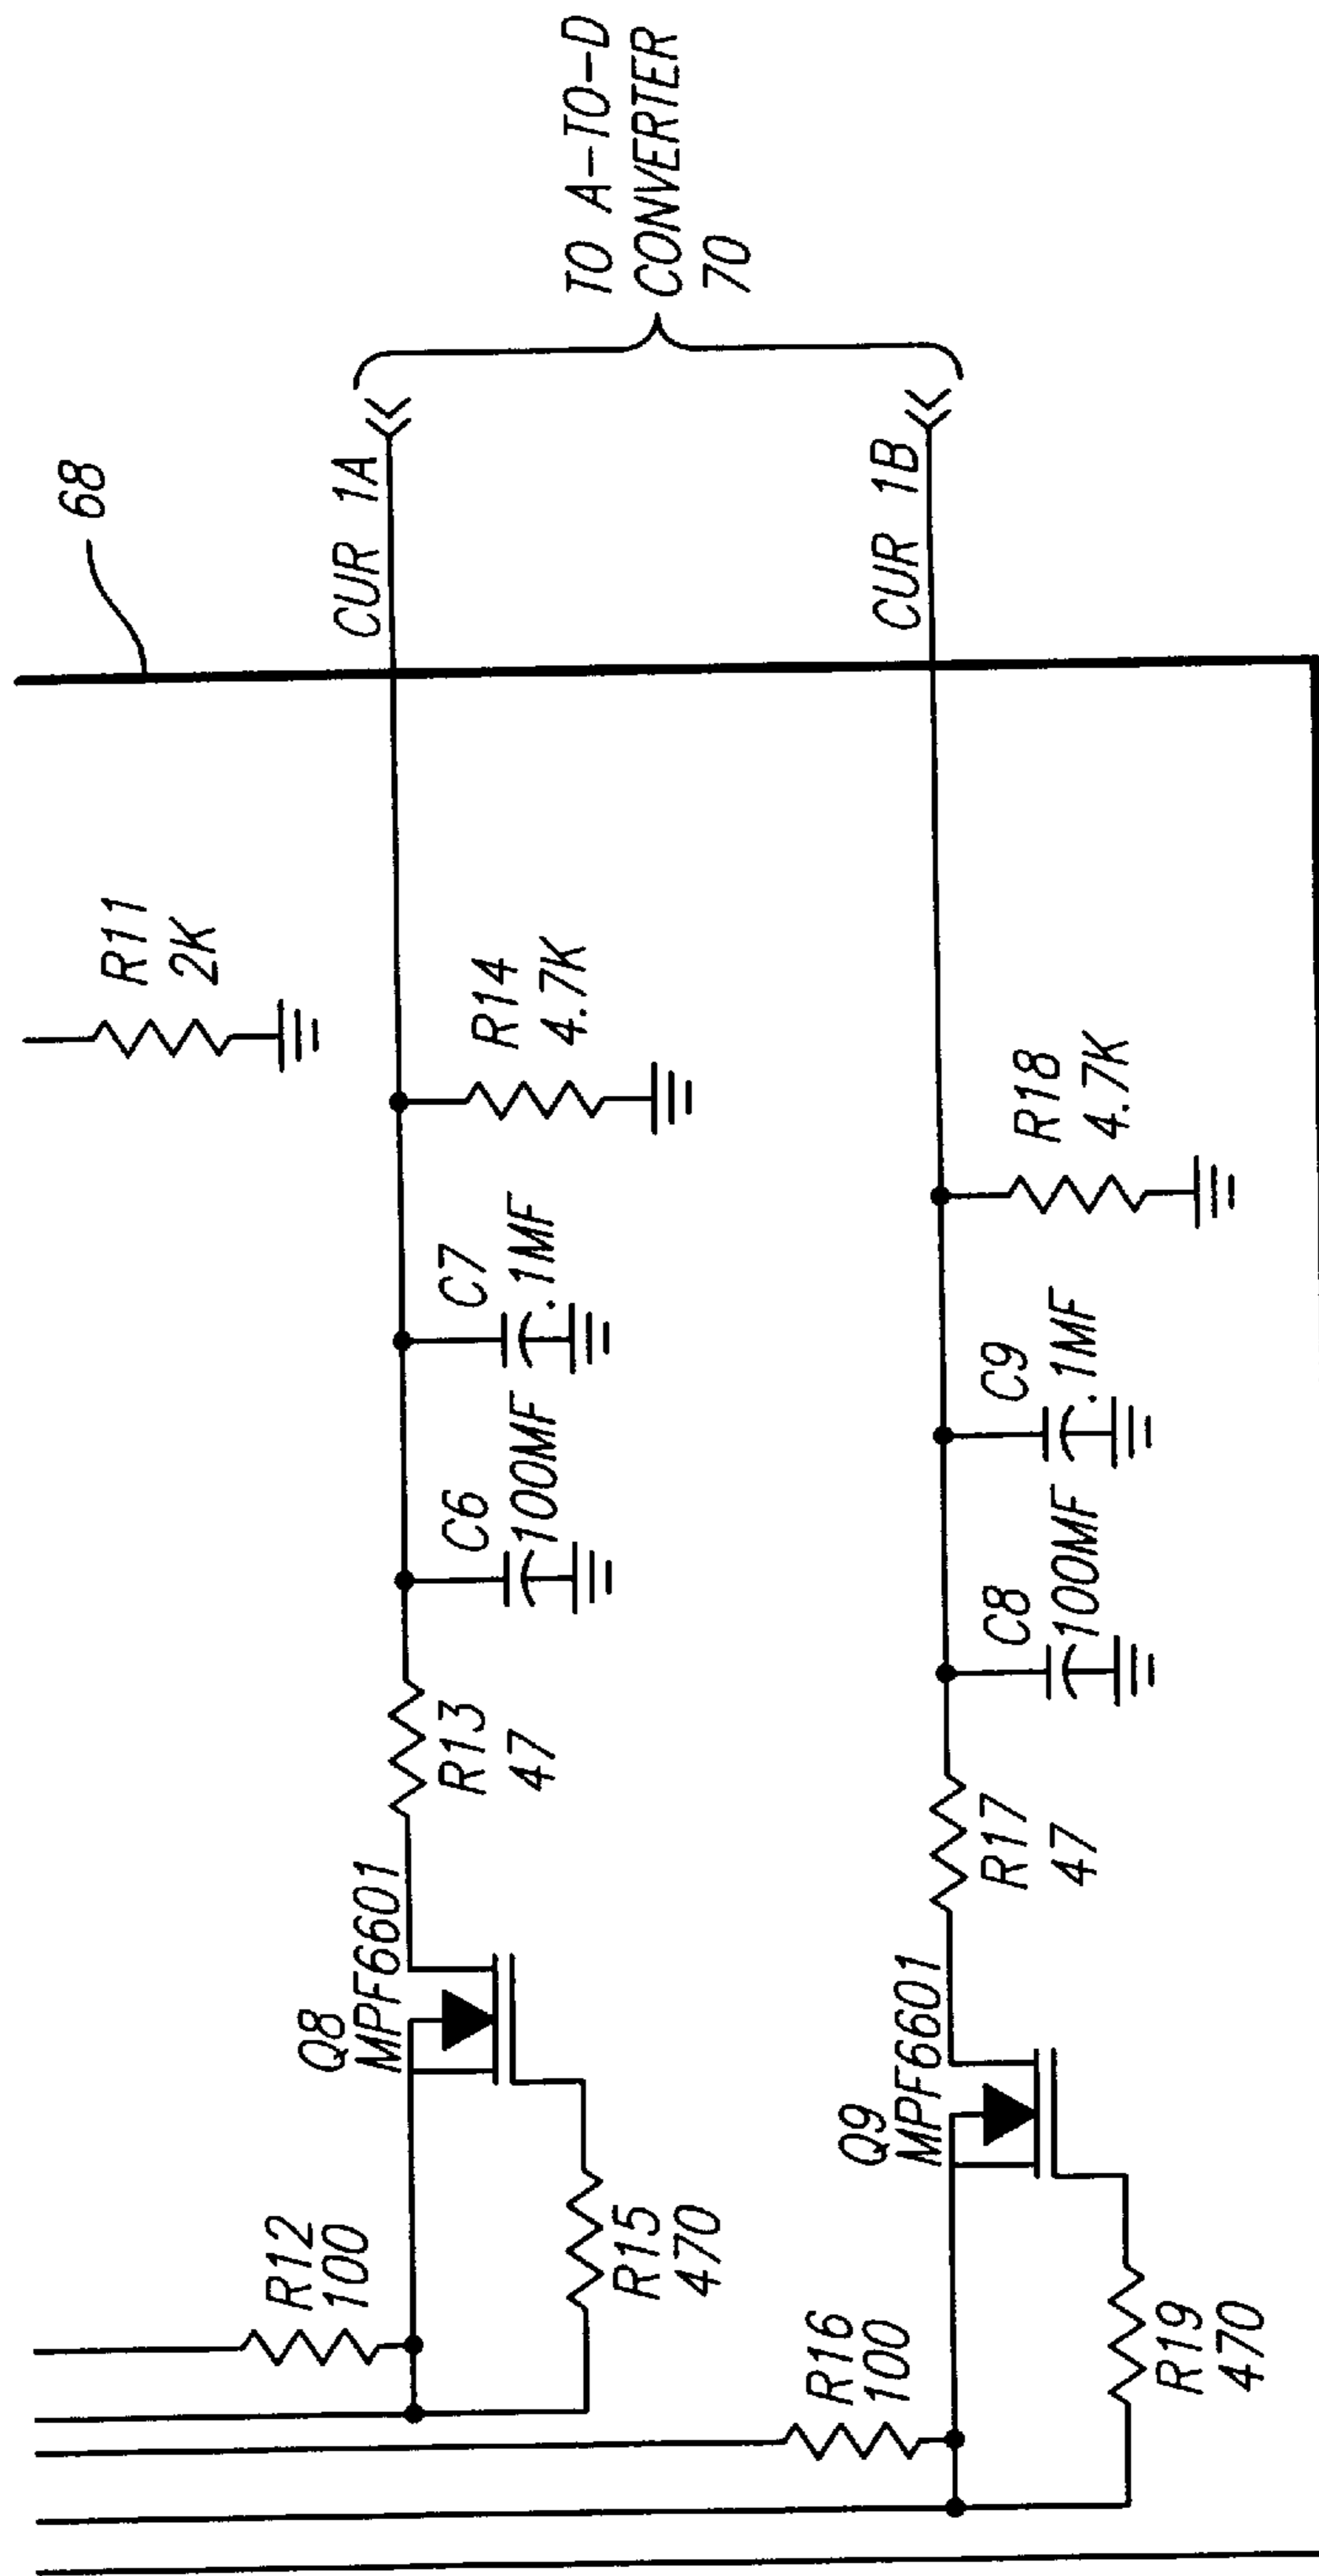 68
R11
2K
CUR 1A
TO A-TO-D
CONVERTER
70
R14
4.7K
C7
.1MF
C6
100MF
R13
47
Q8
MPF6601
R12
100
R15
470
CUR 1B
R18
4.7K
C9
.1MF
C8
100MF
R17
47
Q9
MPF6601
R16
100
R19
470